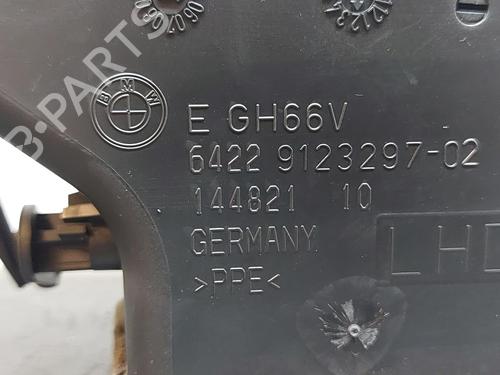 BMW
E GH66V
6422 9123297-02
144821 10
GERMANY
>PPE<
LHD
B-PARTS